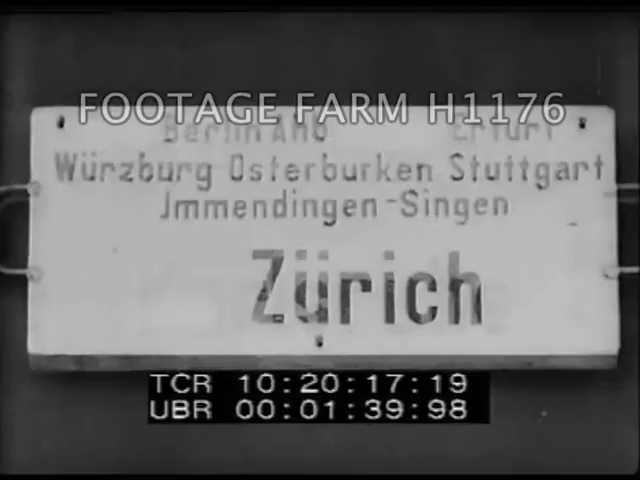 FOOTAGE FARM H1176
Berlin Anb Erfurt
Würzburg Osterburken Stuttgart
Jmmendingen-Singen
Zürich
TCR 10:20:17:19
UBR 00:01:39:98